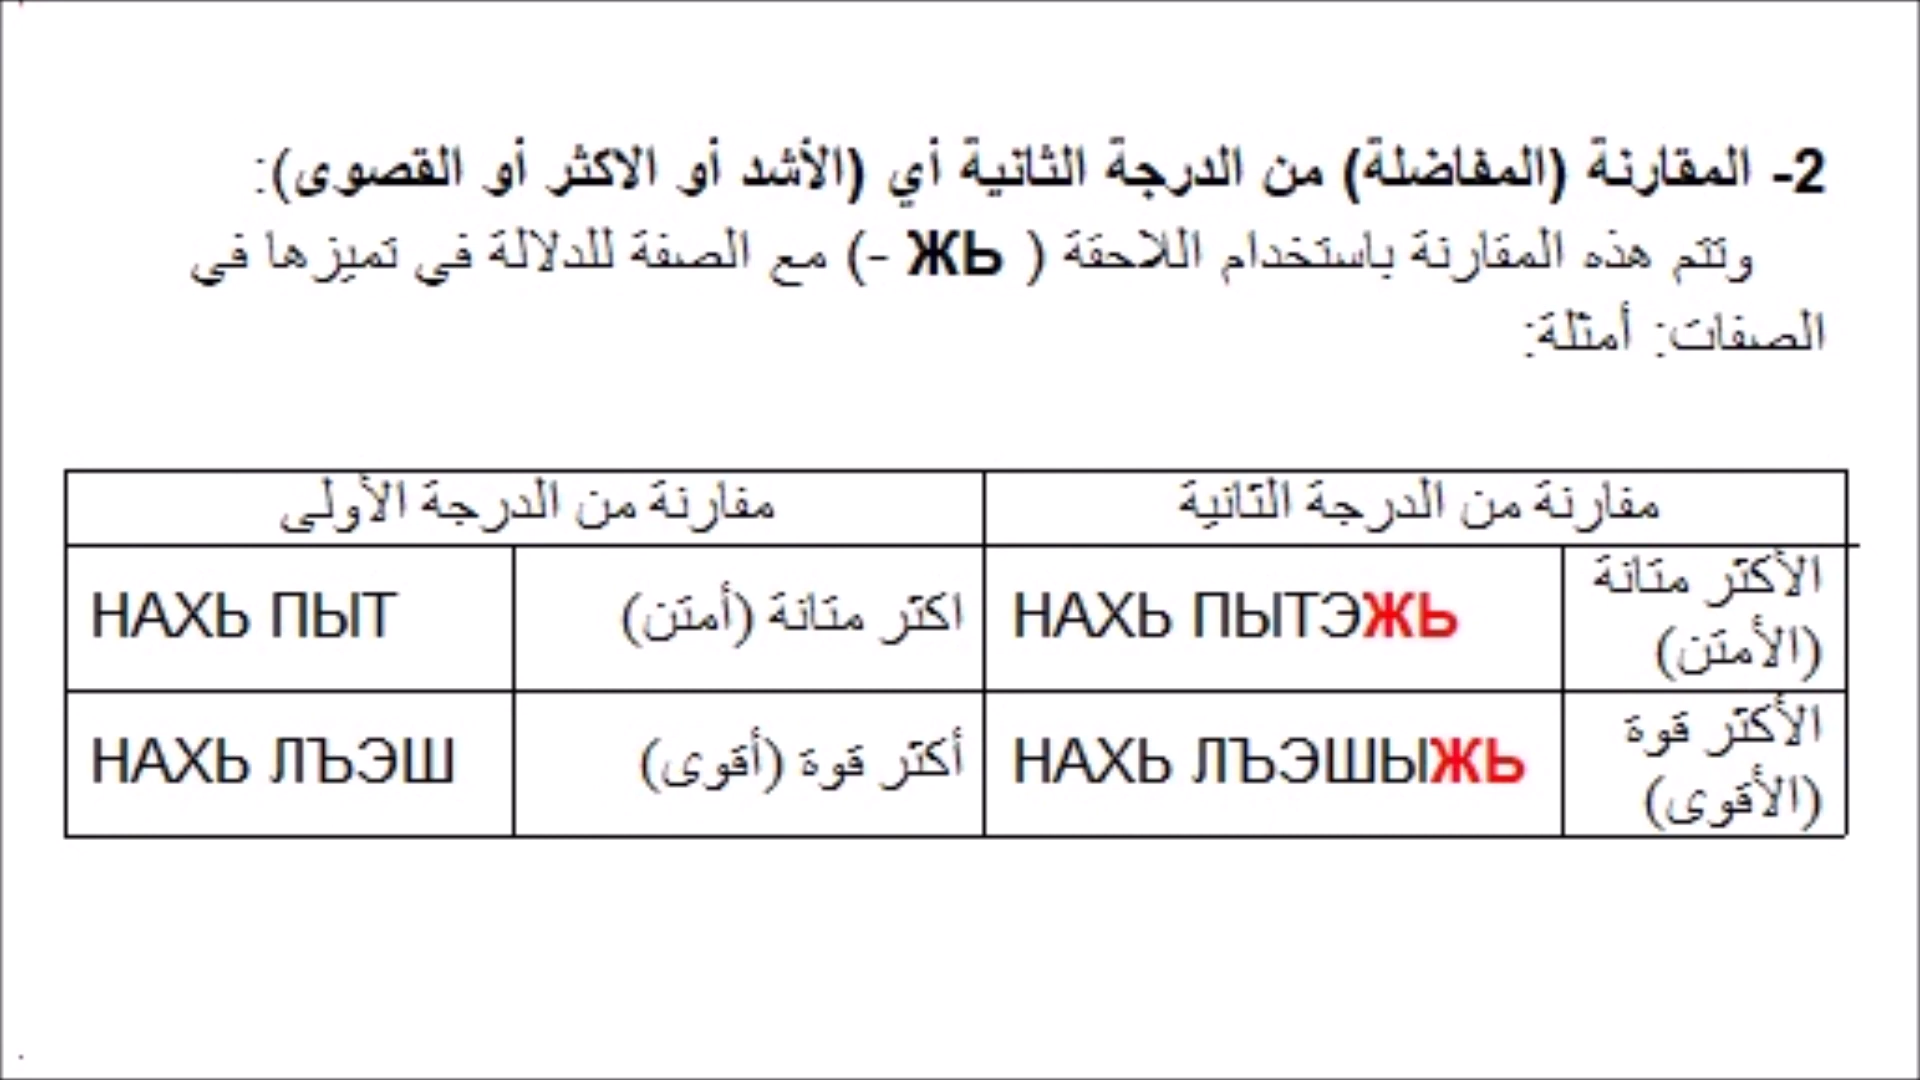 2- المقارنة (المفاضلة) من الدرجة الثانية أي (الأشد أو الاكثر أو القصوى):
وتتم هذه المقارنة باستخدام اللاحقة ( ЖЬ -) مع الصفة للدلالة في تميزها في
الصفات: أمثلة:
مقارنة من الدرجة الثانية
مقارنة من الدرجة الأولى
الأكثر متانة
(الأمتن)
НАХЬ ПЫТЭЖЬ
اكثر متانة (أمتن)
НАХЬ ПЫТ
الأكثر قوة
(الأقوى)
НАХЬ ЛЪЭШЫЖЬ
أكثر قوة (أقوى)
НАХЬ ЛЪЭШ